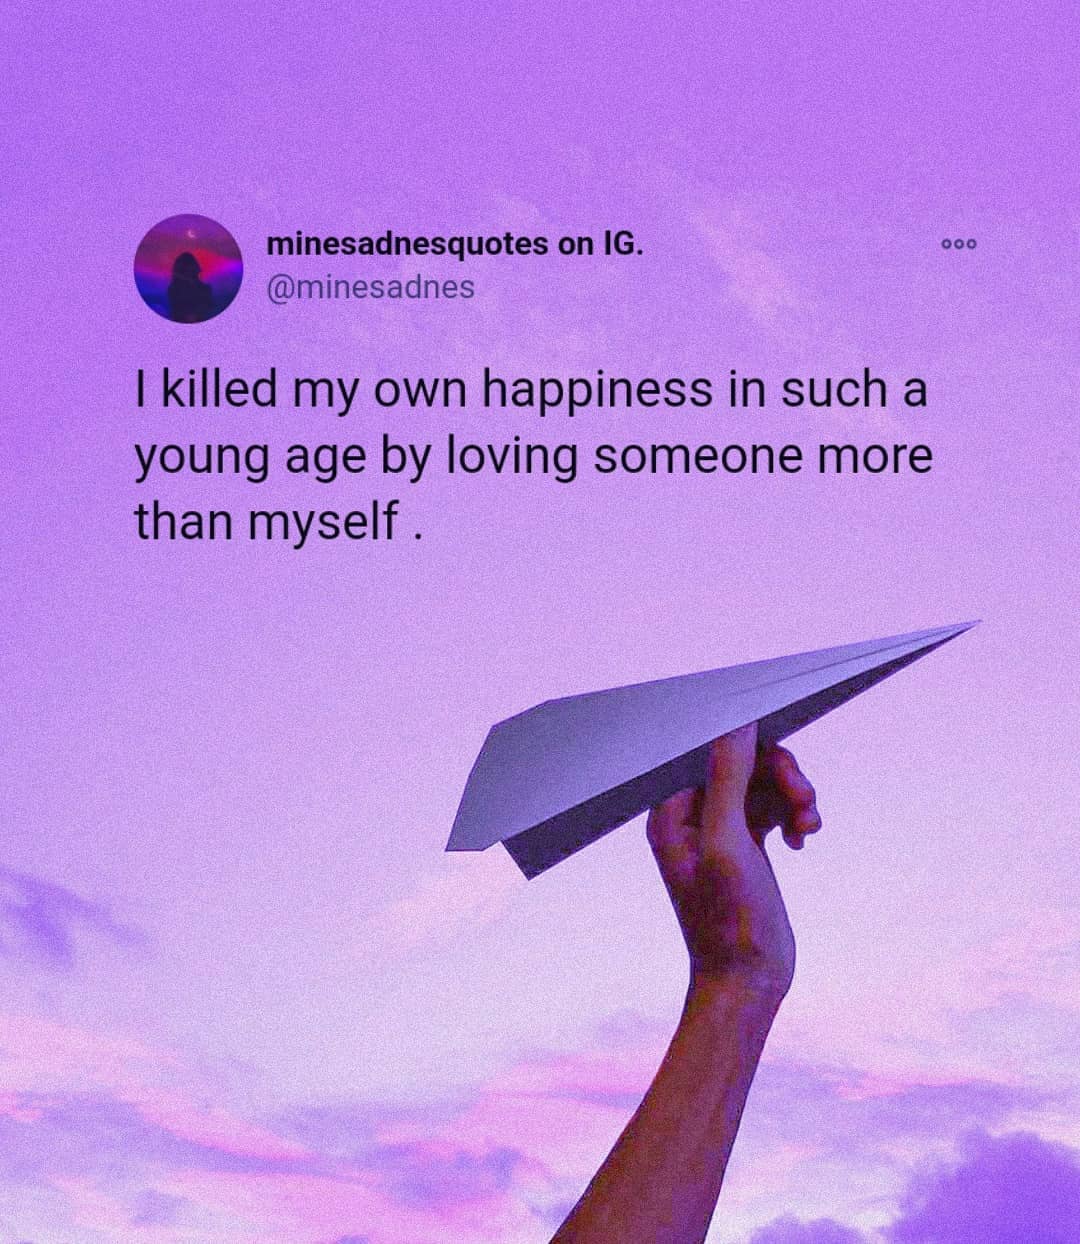 minesadnesquotes on IG.
@minesadnes
I killed my own happiness in such a
young age by loving someone more
than myself .